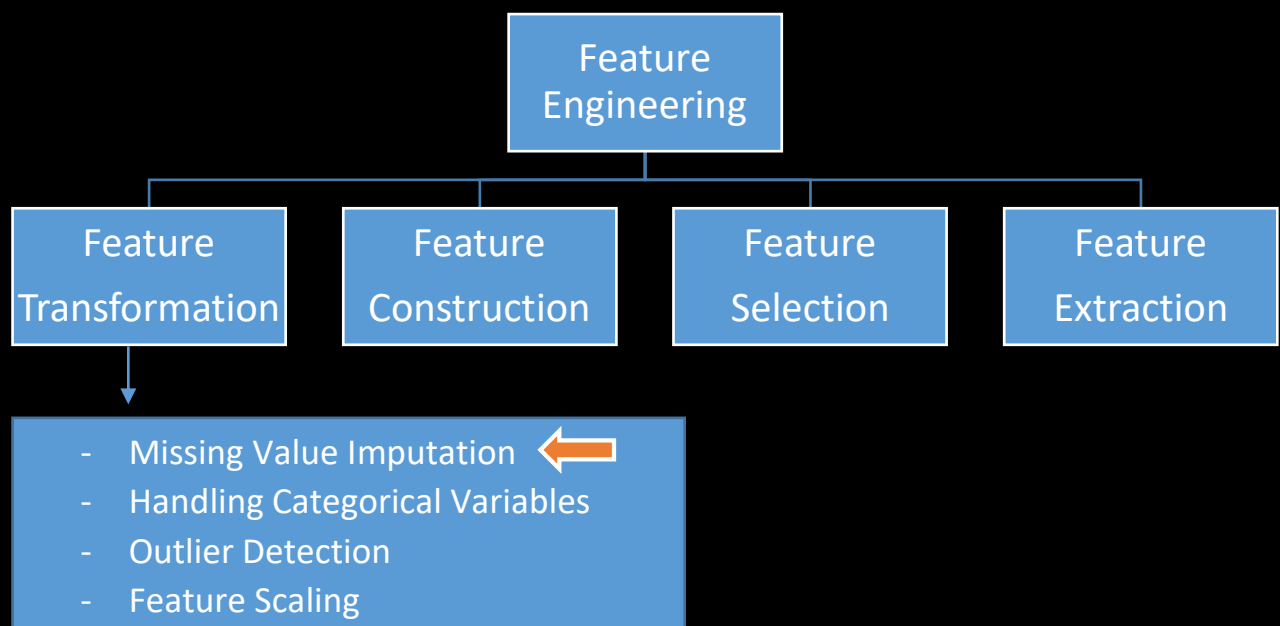 Feature
Engineering
Feature
Transformation
Feature
Construction
Feature
Selection
Feature
Extraction
- Missing Value Imputation
- Handling Categorical Variables
- Outlier Detection
- Feature Scaling